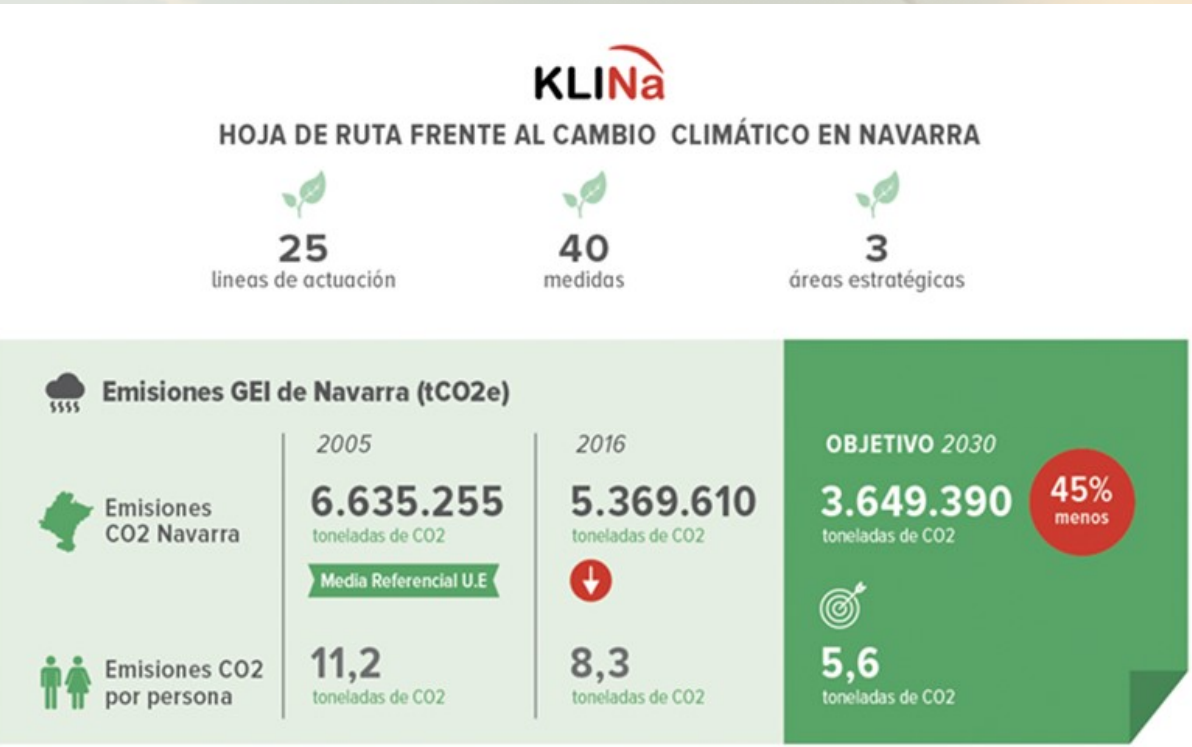 KLINa
HOJA DE RUTA FRENTE AL CAMBIO CLIMÁTICO EN NAVARRA
25
lineas de actuación
40
medidas
3
áreas estratégicas
Emisiones GEI de Navarra (tCO2e)
2005
2016
OBJETIVO 2030
Emisiones
CO2 Navarra
6.635.255
toneladas de CO2
Media Referencial U.E
5.369.610
toneladas de CO2
3.649.390
toneladas de CO2
45%
menos
Emisiones CO2
por persona
11,2
toneladas de CO2
8,3
toneladas de CO2
5,6
toneladas de CO2